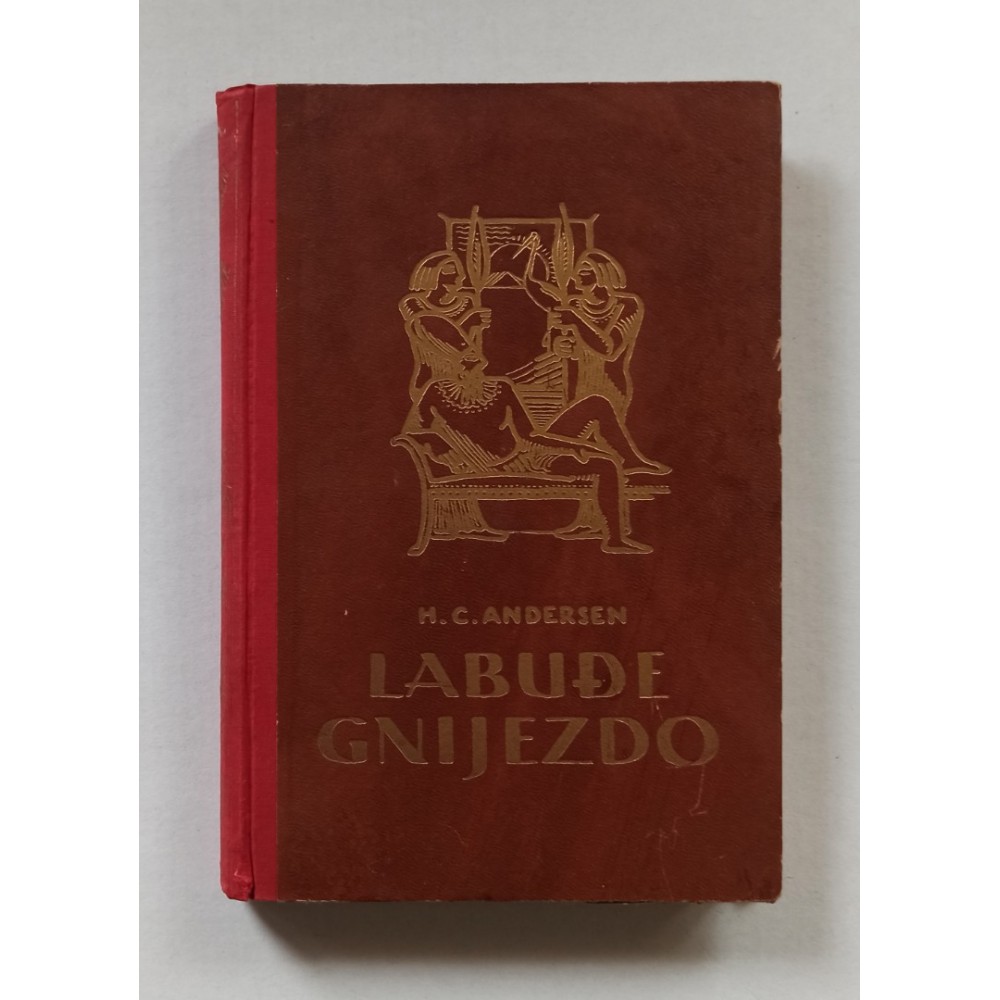 H. C. ANDERSEN
LABUĐE
GNIJEZDO